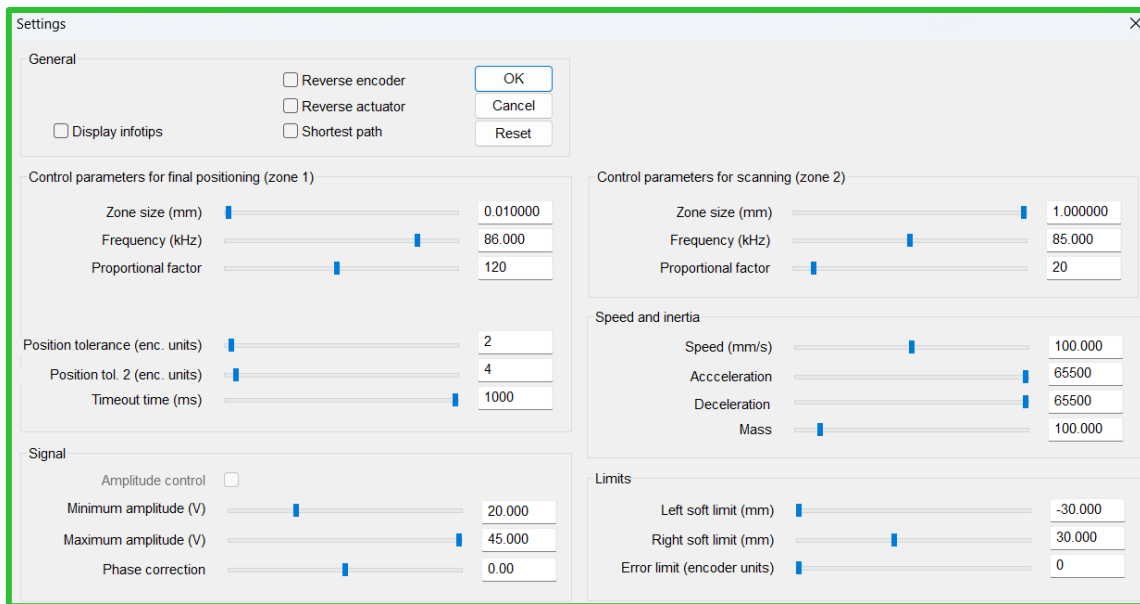 Settings
General
Reverse encoder
OK
Reverse actuator
Cancel
Display infotips
Shortest path
Reset
Control parameters for final positioning (zone 1)
Zone size (mm) 0.010000
Frequency (kHz) 86.000
Proportional factor 120
Position tolerance (enc. units) 2
Position tol. 2 (enc. units) 4
Timeout time (ms) 1000
Control parameters for scanning (zone 2)
Zone size (mm) 1.000000
Frequency (kHz) 85.000
Proportional factor 20
Speed and inertia
Speed (mm/s) 100.000
Accceleration 65500
Deceleration 65500
Mass 100.000
Signal
Amplitude control
Minimum amplitude (V) 20.000
Maximum amplitude (V) 45.000
Phase correction 0.00
Limits
Left soft limit (mm) -30.000
Right soft limit (mm) 30.000
Error limit (encoder units) 0